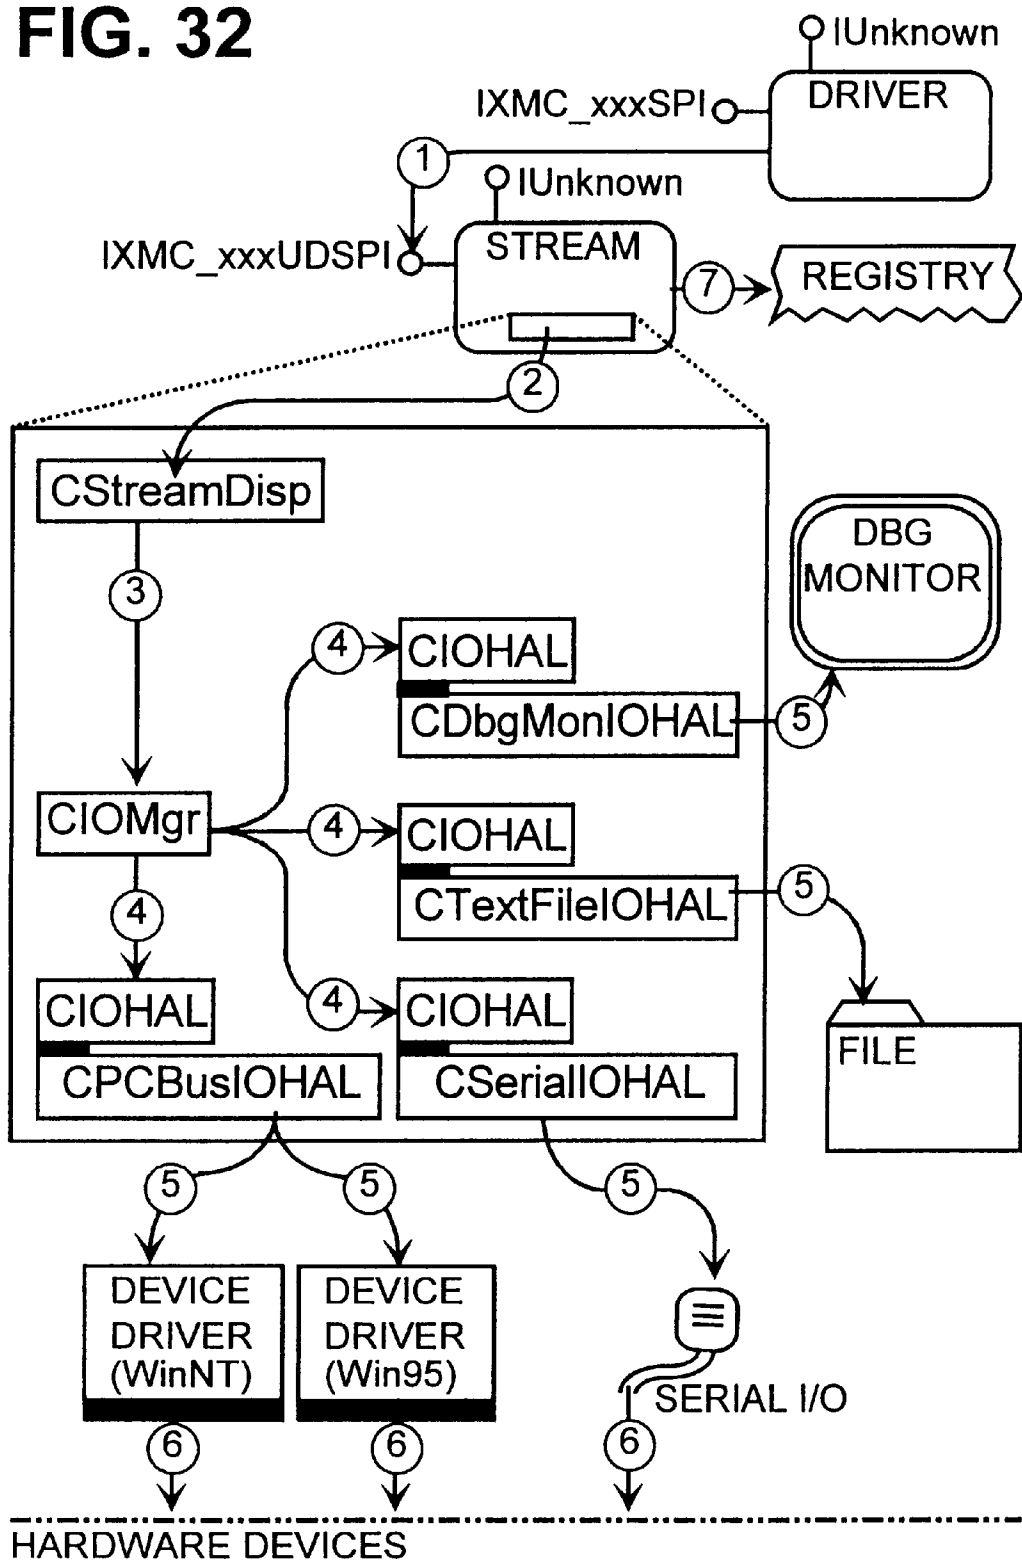 FIG. 32
IUnknown
DRIVER
IXMC_xxxSPI
1
IUnknown
IXMC_xxxUDSPI
STREAM
7
REGISTRY
2
CStreamDisp
DBG
MONITOR
3
4
CIOHAL
CDbgMonIOHAL
5
CIOMgr
4
CIOHAL
CTextFileIOHAL
5
4
CIOHAL
4
CIOHAL
FILE
CPCBusIOHAL
CSerialIOHAL
5
5
5
DEVICE
DRIVER
(WinNT)
DEVICE
DRIVER
(Win95)
SERIAL I/O
6
6
6
HARDWARE DEVICES